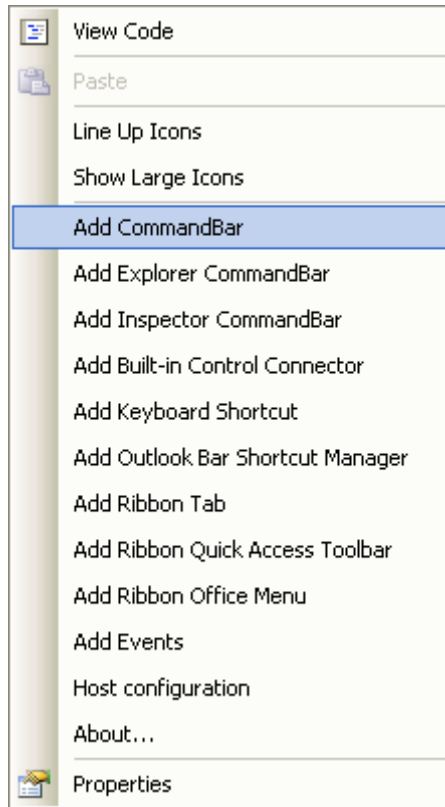 View Code
Paste
Line Up Icons
Show Large Icons
Add CommandBar
Add Explorer CommandBar
Add Inspector CommandBar
Add Built-in Control Connector
Add Keyboard Shortcut
Add Outlook Bar Shortcut Manager
Add Ribbon Tab
Add Ribbon Quick Access Toolbar
Add Ribbon Office Menu
Add Events
Host configuration
About...
Properties